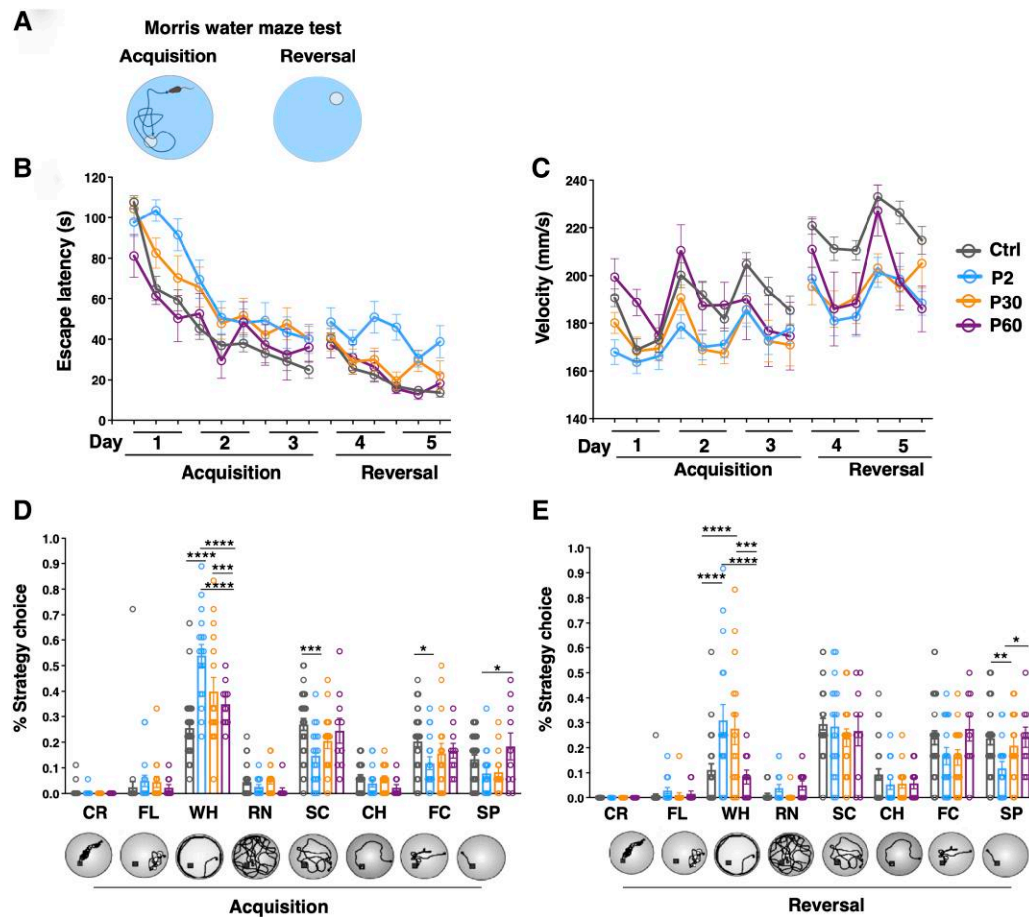 A
Morris water maze test
Acquisition Reversal
B
Escape latency (s)
120
100
80
60
40
20
0
Day 1 2 3 4 5
Acquisition Reversal
C
Velocity (mm/s)
240
220
200
180
160
140
Day 1 2 3 4 5
Acquisition Reversal
Ctrl
P2
P30
P60
D
% Strategy choice
1.0
0.9
0.8
0.7
0.6
0.5
0.4
0.3
0.2
0.1
0.0
****
****
***
****
***
*
*
CR FL WH RN SC CH FC SP
Acquisition
E
% Strategy choice
1.0
0.9
0.8
0.7
0.6
0.5
0.4
0.3
0.2
0.1
0.0
****
***
****
****
*
**
CR FL WH RN SC CH FC SP
Reversal